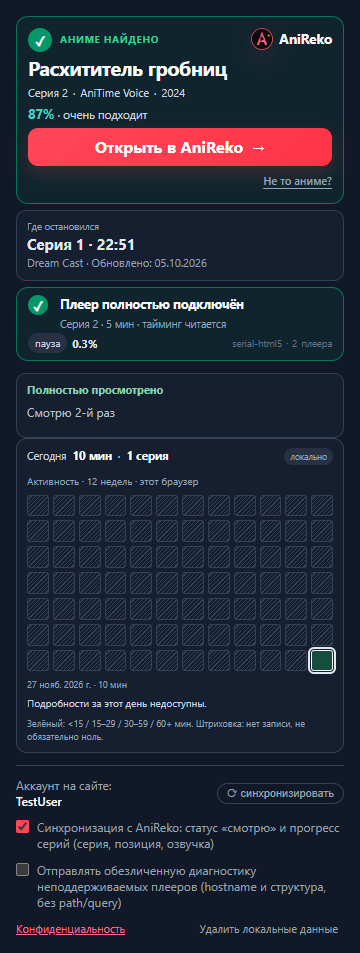 АНИМЕ НАЙДЕНО
AniReko
Расхититель гробниц
Серия 2 · AniTime Voice · 2024
87% · очень подходит
Открыть в AniReko →
Не то аниме?
Где остановился
Серия 1 · 22:51
Dream Cast · Обновлено: 05.10.2026
Плеер полностью подключён
Серия 2 · 5 мин · тайминг читается
пауза 0.3% serial-html5 · 2 плеера
Полностью просмотрено
Смотрю 2-й раз
Сегодня 10 мин · 1 серия локально
Активность · 12 недель · этот браузер
27 нояб. 2026 г. · 10 мин
Подробности за этот день недоступны.
Зелёный: <15 / 15–29 / 30–59 / 60+ мин. Штриховка: нет записи, не
обязательно ноль.
Аккаунт на сайте:
TestUser
⟳ синхронизировать
Синхронизация с AniReko: статус «смотрю» и прогресс
серий (серия, позиция, озвучка)
Отправлять обезличенную диагностику
неподдерживаемых плееров (hostname и структура,
без path/query)
Конфиденциальность Удалить локальные данные